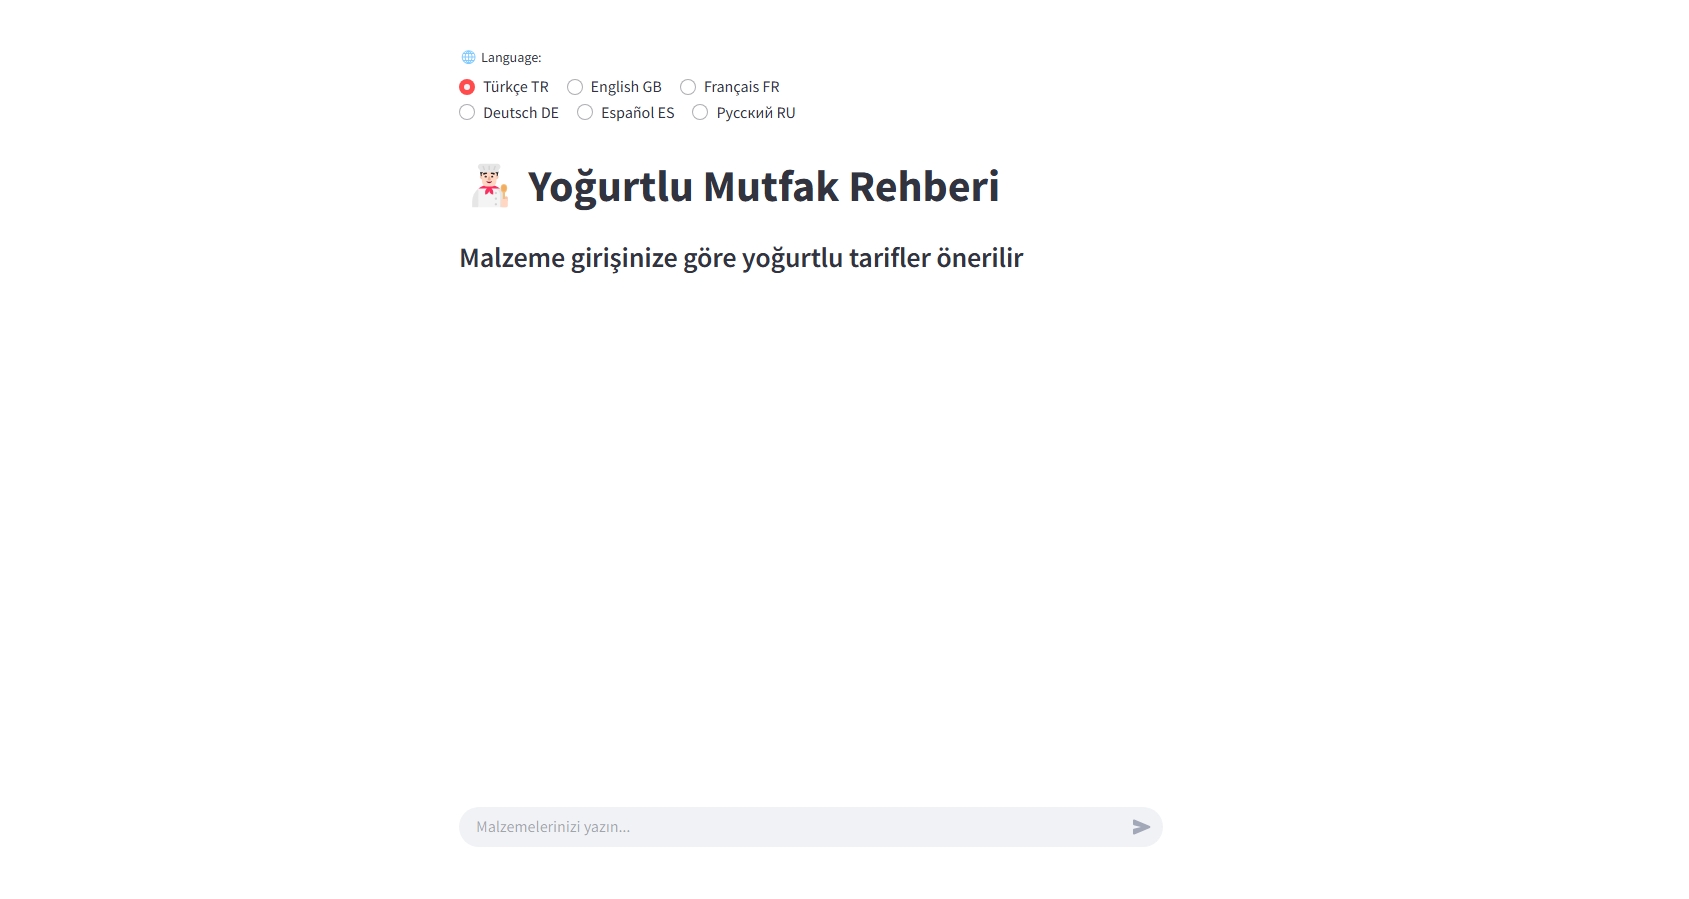 Language:
Türkçe TR English GB Français FR
Deutsch DE Español ES Русский RU
Yoğurtlu Mutfak Rehberi
Malzeme girişinize göre yoğurtlu tarifler önerilir
Malzemelerinizi yazın...